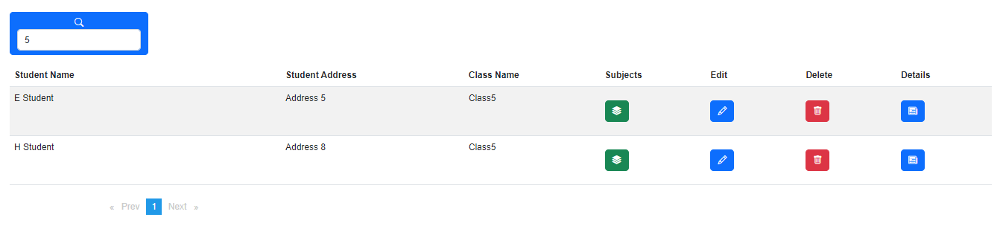 5
Student Name Student Address Class Name Subjects Edit Delete Details
E Student Address 5 Class5
H Student Address 8 Class5
« Prev 1 Next »